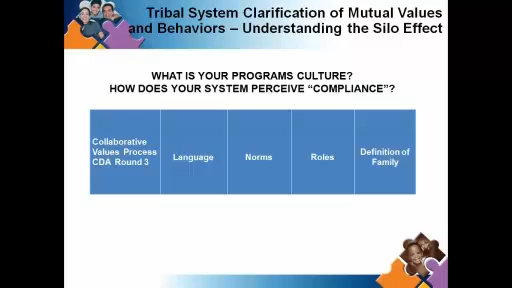 Tribal System Clarification of Mutual Values
and Behaviors – Understanding the Silo Effect
WHAT IS YOUR PROGRAMS CULTURE?
HOW DOES YOUR SYSTEM PERCEIVE “COMPLIANCE”?
Collaborative
Values Process
CDA Round 3
Language
Norms
Roles
Definition of
Family